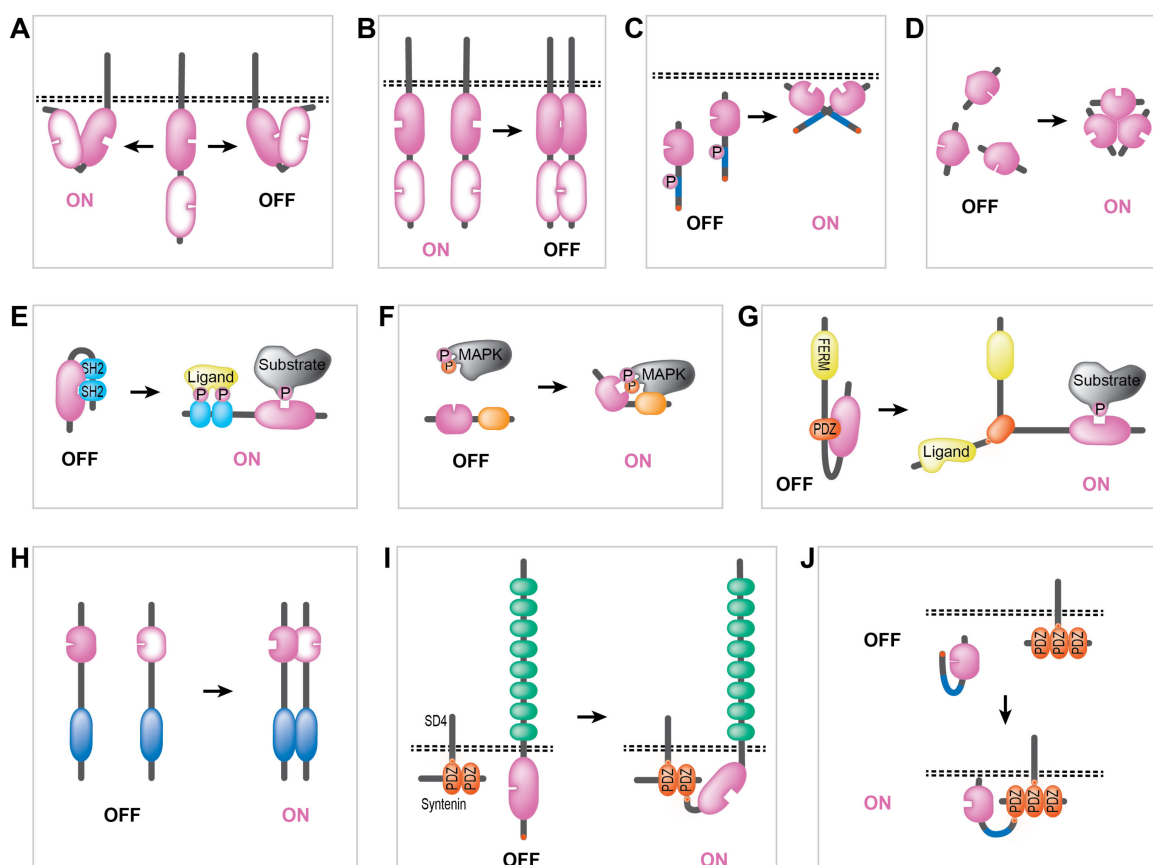 A
ON
OFF
B
ON
OFF
C
P
P
OFF
ON
D
OFF
ON
E
SH2
SH2
OFF
Ligand
P P
Substrate
P
ON
F
P
P
MAPK
OFF
P
P
MAPK
ON
G
FERM
PDZ
OFF
Ligand
Substrate
P
ON
H
OFF
ON
I
SD4
PDZ PDZ
Syntenin
OFF
PDZ PDZ
ON
J
OFF
PDZ PDZ PDZ
ON
PDZ PDZ PDZ